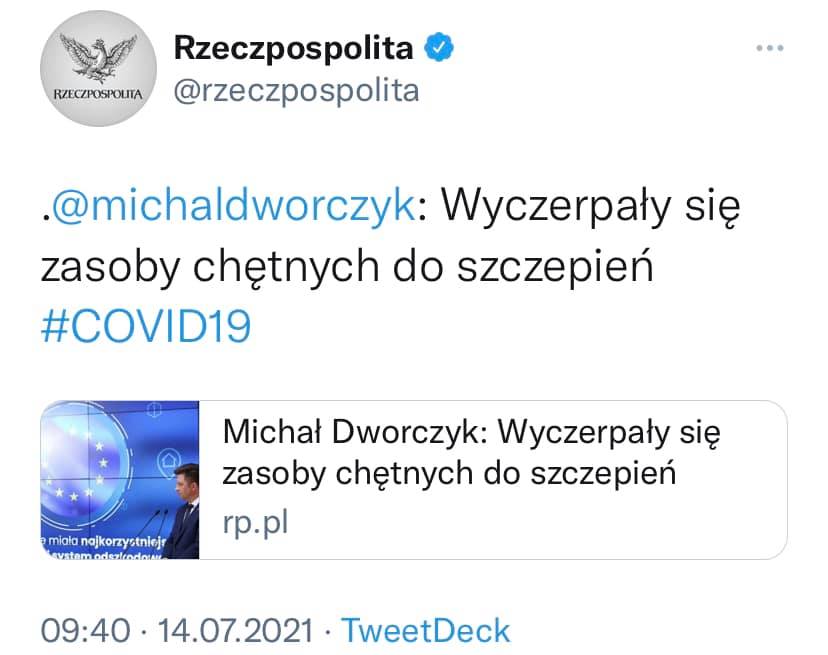 Rzeczpospolita
@rzeczpospolita
RZECZPOSPOLITA
.@michaldworczyk: Wyczerpały się
zasoby chętnych do szczepień
#COVID19
Michał Dworczyk: Wyczerpały się
zasoby chętnych do szczepień
rp.pl
e miała najkorzystniej
system odszkodow
09:40 · 14.07.2021 · TweetDeck